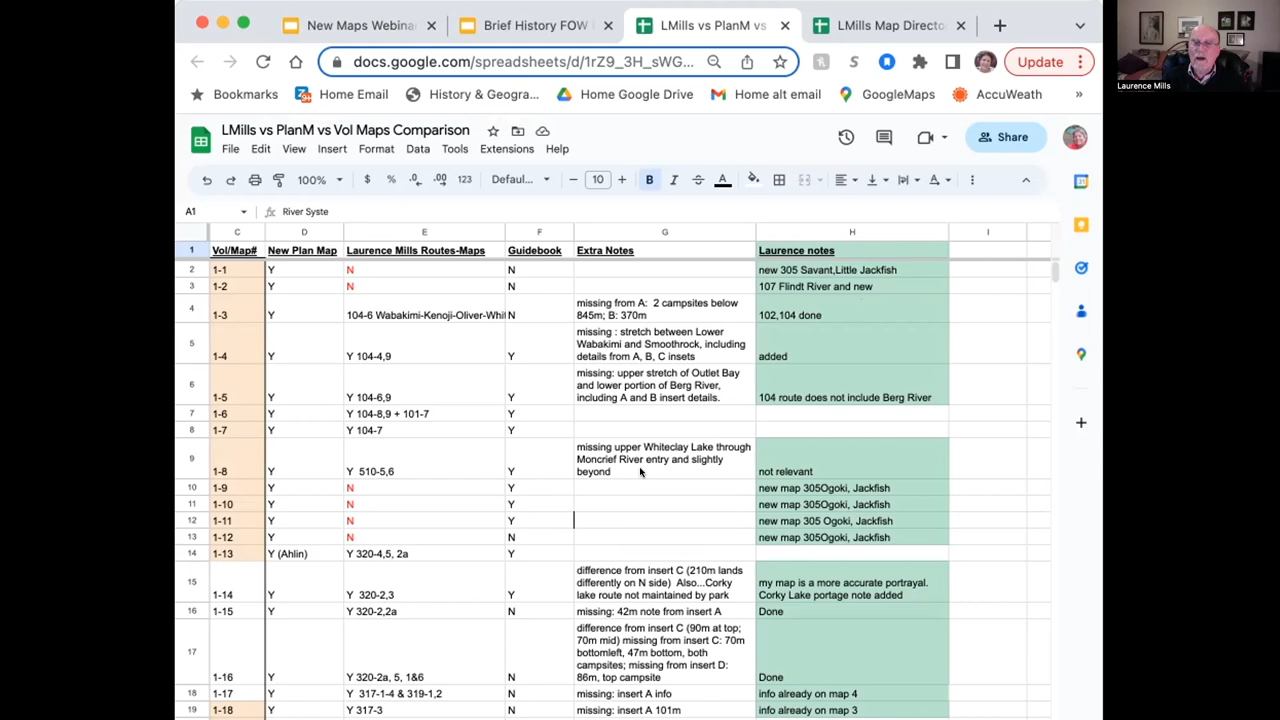 New Maps Webinar
Brief History FOW
LMills vs PlanM vs
LMills Map Directo
docs.google.com/spreadsheets/d/1rZ9_3H_sWG...
Update
Bookmarks
Home Email
History & Geogra...
Home Google Drive
Home alt email
GoogleMaps
AccuWeath
»
Laurence Mills
LMills vs PlanM vs Vol Maps Comparison
File Edit View Insert Format Data Tools Extensions Help
Share
100% $ % .0 .00 123 Defaul... 10 B I S A
A1 fx River Syste
C D E F G H I
1 Vol/Map# New Plan Map Laurence Mills Routes-Maps Guidebook Extra Notes Laurence notes
2 1-1 Y N N new 305 Savant,Little Jackfish
3 1-2 Y N N 107 Flindt River and new
missing from A: 2 campsites below
4 1-3 Y 104-6 Wabakimi-Kenoji-Oliver-Whi N 845m; B: 370m 102,104 done
missing : stretch between Lower
Wabakimi and Smoothrock, including
5 1-4 Y Y 104-4,9 Y details from A, B, C insets added
missing: upper stretch of Outlet Bay
and lower portion of Berg River,
6 1-5 Y Y 104-6,9 Y including A and B insert details. 104 route does not include Berg River
7 1-6 Y Y 104-8,9 + 101-7 Y
8 1-7 Y Y 104-7 Y
missing upper Whiteclay Lake through
Moncrief River entry and slightly
9 1-8 Y Y 510-5,6 Y beyond not relevant
10 1-9 Y N Y new map 305Ogoki, Jackfish
11 1-10 Y N Y new map 305Ogoki, Jackfish
12 1-11 Y N Y new map 305 Ogoki, Jackfish
13 1-12 Y N N new map 305Ogoki, Jackfish
14 1-13 Y (Ahlin) Y 320-4,5, 2a Y
difference from insert C (210m lands
differently on N side) Also...Corky my map is a more accurate portrayal.
15 1-14 Y Y 320-2,3 Y lake route not maintained by park Corky Lake portage note added
16 1-15 Y Y 320-2,2a N missing: 42m note from insert A Done
difference from insert C (90m at top;
70m mid) missing from insert C: 70m
bottomleft, 47m bottom, both
campsites; missing from insert D:
17 1-16 Y Y 320-2a, 5, 1&6 N 86m, top campsite Done
18 1-17 Y Y 317-1-4 & 319-1,2 N missing: insert A info info already on map 4
19 1-18 Y Y 317-3 N missing: insert A 101m info already on map 3